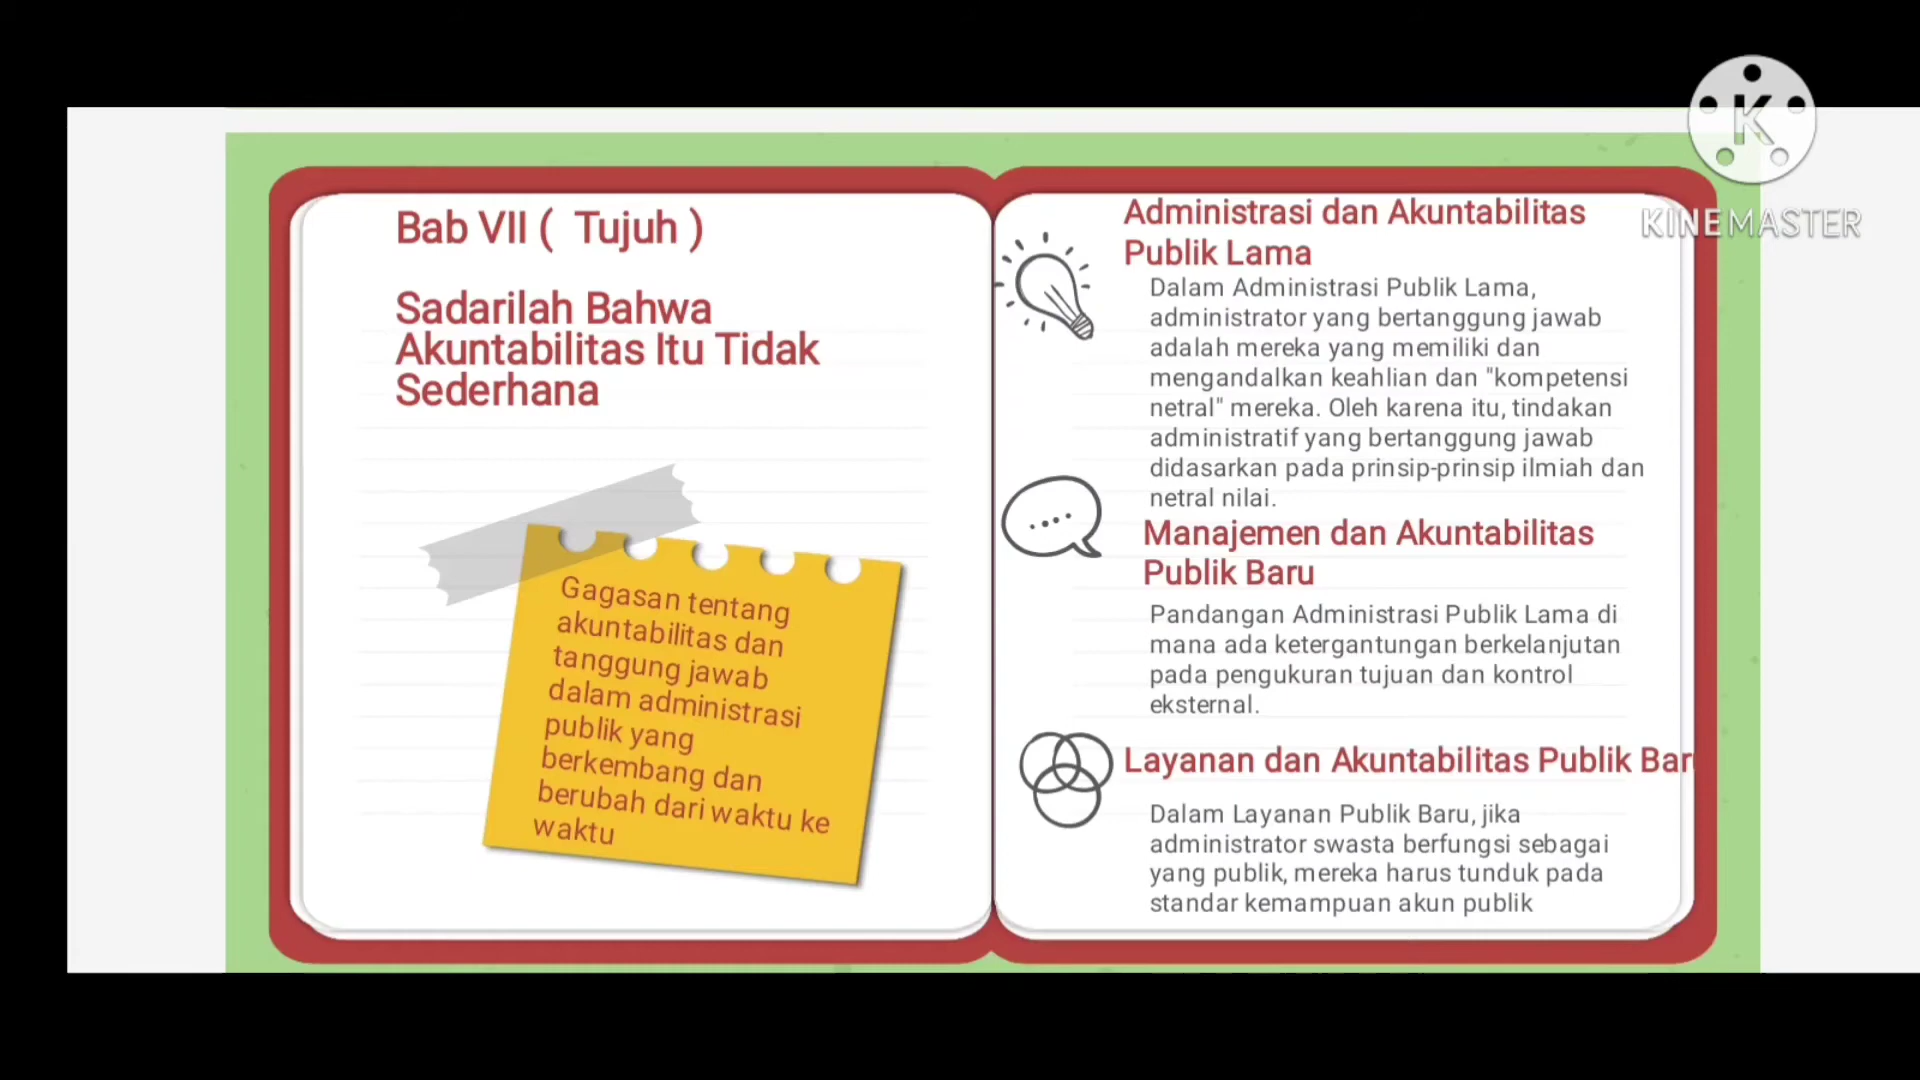 Bab VII ( Tujuh )
Sadarilah Bahwa
Akuntabilitas Itu Tidak
Sederhana
Gagasan tentang
akuntabilitas dan
tanggung jawab
dalam administrasi
publik yang
berkembang dan
berubah dari waktu ke
waktu
Administrasi dan Akuntabilitas
Publik Lama
Dalam Administrasi Publik Lama,
administrator yang bertanggung jawab
adalah mereka yang memiliki dan
mengandalkan keahlian dan "kompetensi
netral" mereka. Oleh karena itu, tindakan
administratif yang bertanggung jawab
didasarkan pada prinsip-prinsip ilmiah dan
netral nilai.
Manajemen dan Akuntabilitas
Publik Baru
Pandangan Administrasi Publik Lama di
mana ada ketergantungan berkelanjutan
pada pengukuran tujuan dan kontrol
eksternal.
Layanan dan Akuntabilitas Publik Bar
Dalam Layanan Publik Baru, jika
administrator swasta berfungsi sebagai
yang publik, mereka harus tunduk pada
standar kemampuan akun publik
K
KINEMASTER